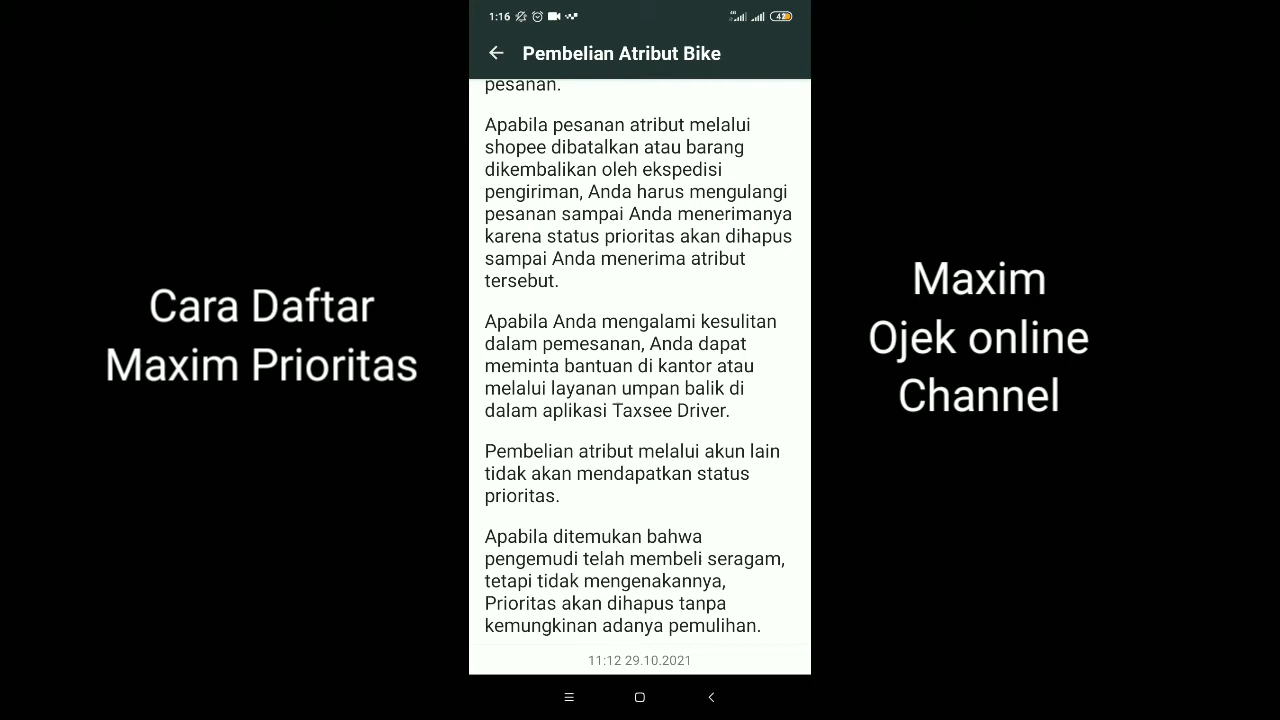 1:16
42
Pembelian Atribut Bike
pesanan.
Apabila pesanan atribut melalui
shopee dibatalkan atau barang
dikembalikan oleh ekspedisi
pengiriman, Anda harus mengulangi
pesanan sampai Anda menerimanya
karena status prioritas akan dihapus
sampai Anda menerima atribut
tersebut.
Apabila Anda mengalami kesulitan
dalam pemesanan, Anda dapat
meminta bantuan di kantor atau
melalui layanan umpan balik di
dalam aplikasi Taxsee Driver.
Pembelian atribut melalui akun lain
tidak akan mendapatkan status
prioritas.
Apabila ditemukan bahwa
pengemudi telah membeli seragam,
tetapi tidak mengenakannya,
Prioritas akan dihapus tanpa
kemungkinan adanya pemulihan.
11:12 29.10.2021
Cara Daftar
Maxim Prioritas
Maxim
Ojek online
Channel